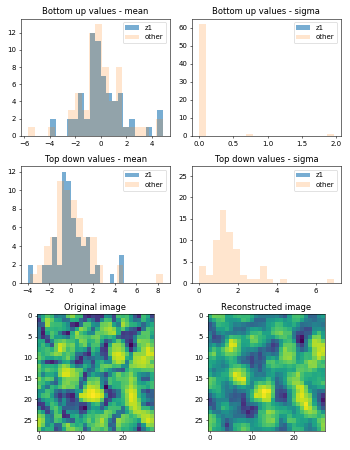 Bottom up values - mean
Bottom up values - sigma
z1
other
z1
other
12
10
8
6
4
2
0
60
50
40
30
20
10
0
−6 −4 −2 0 2 4
0.0 0.5 1.0 1.5 2.0
Top down values - mean
Top down values - sigma
z1
other
z1
other
12
10
8
6
4
2
0
25
20
15
10
5
0
−4 −2 0 2 4 6 8
0 2 4 6
Original image
Reconstructed image
0
5
10
15
20
25
0
5
10
15
20
25
0 10 20
0 10 20